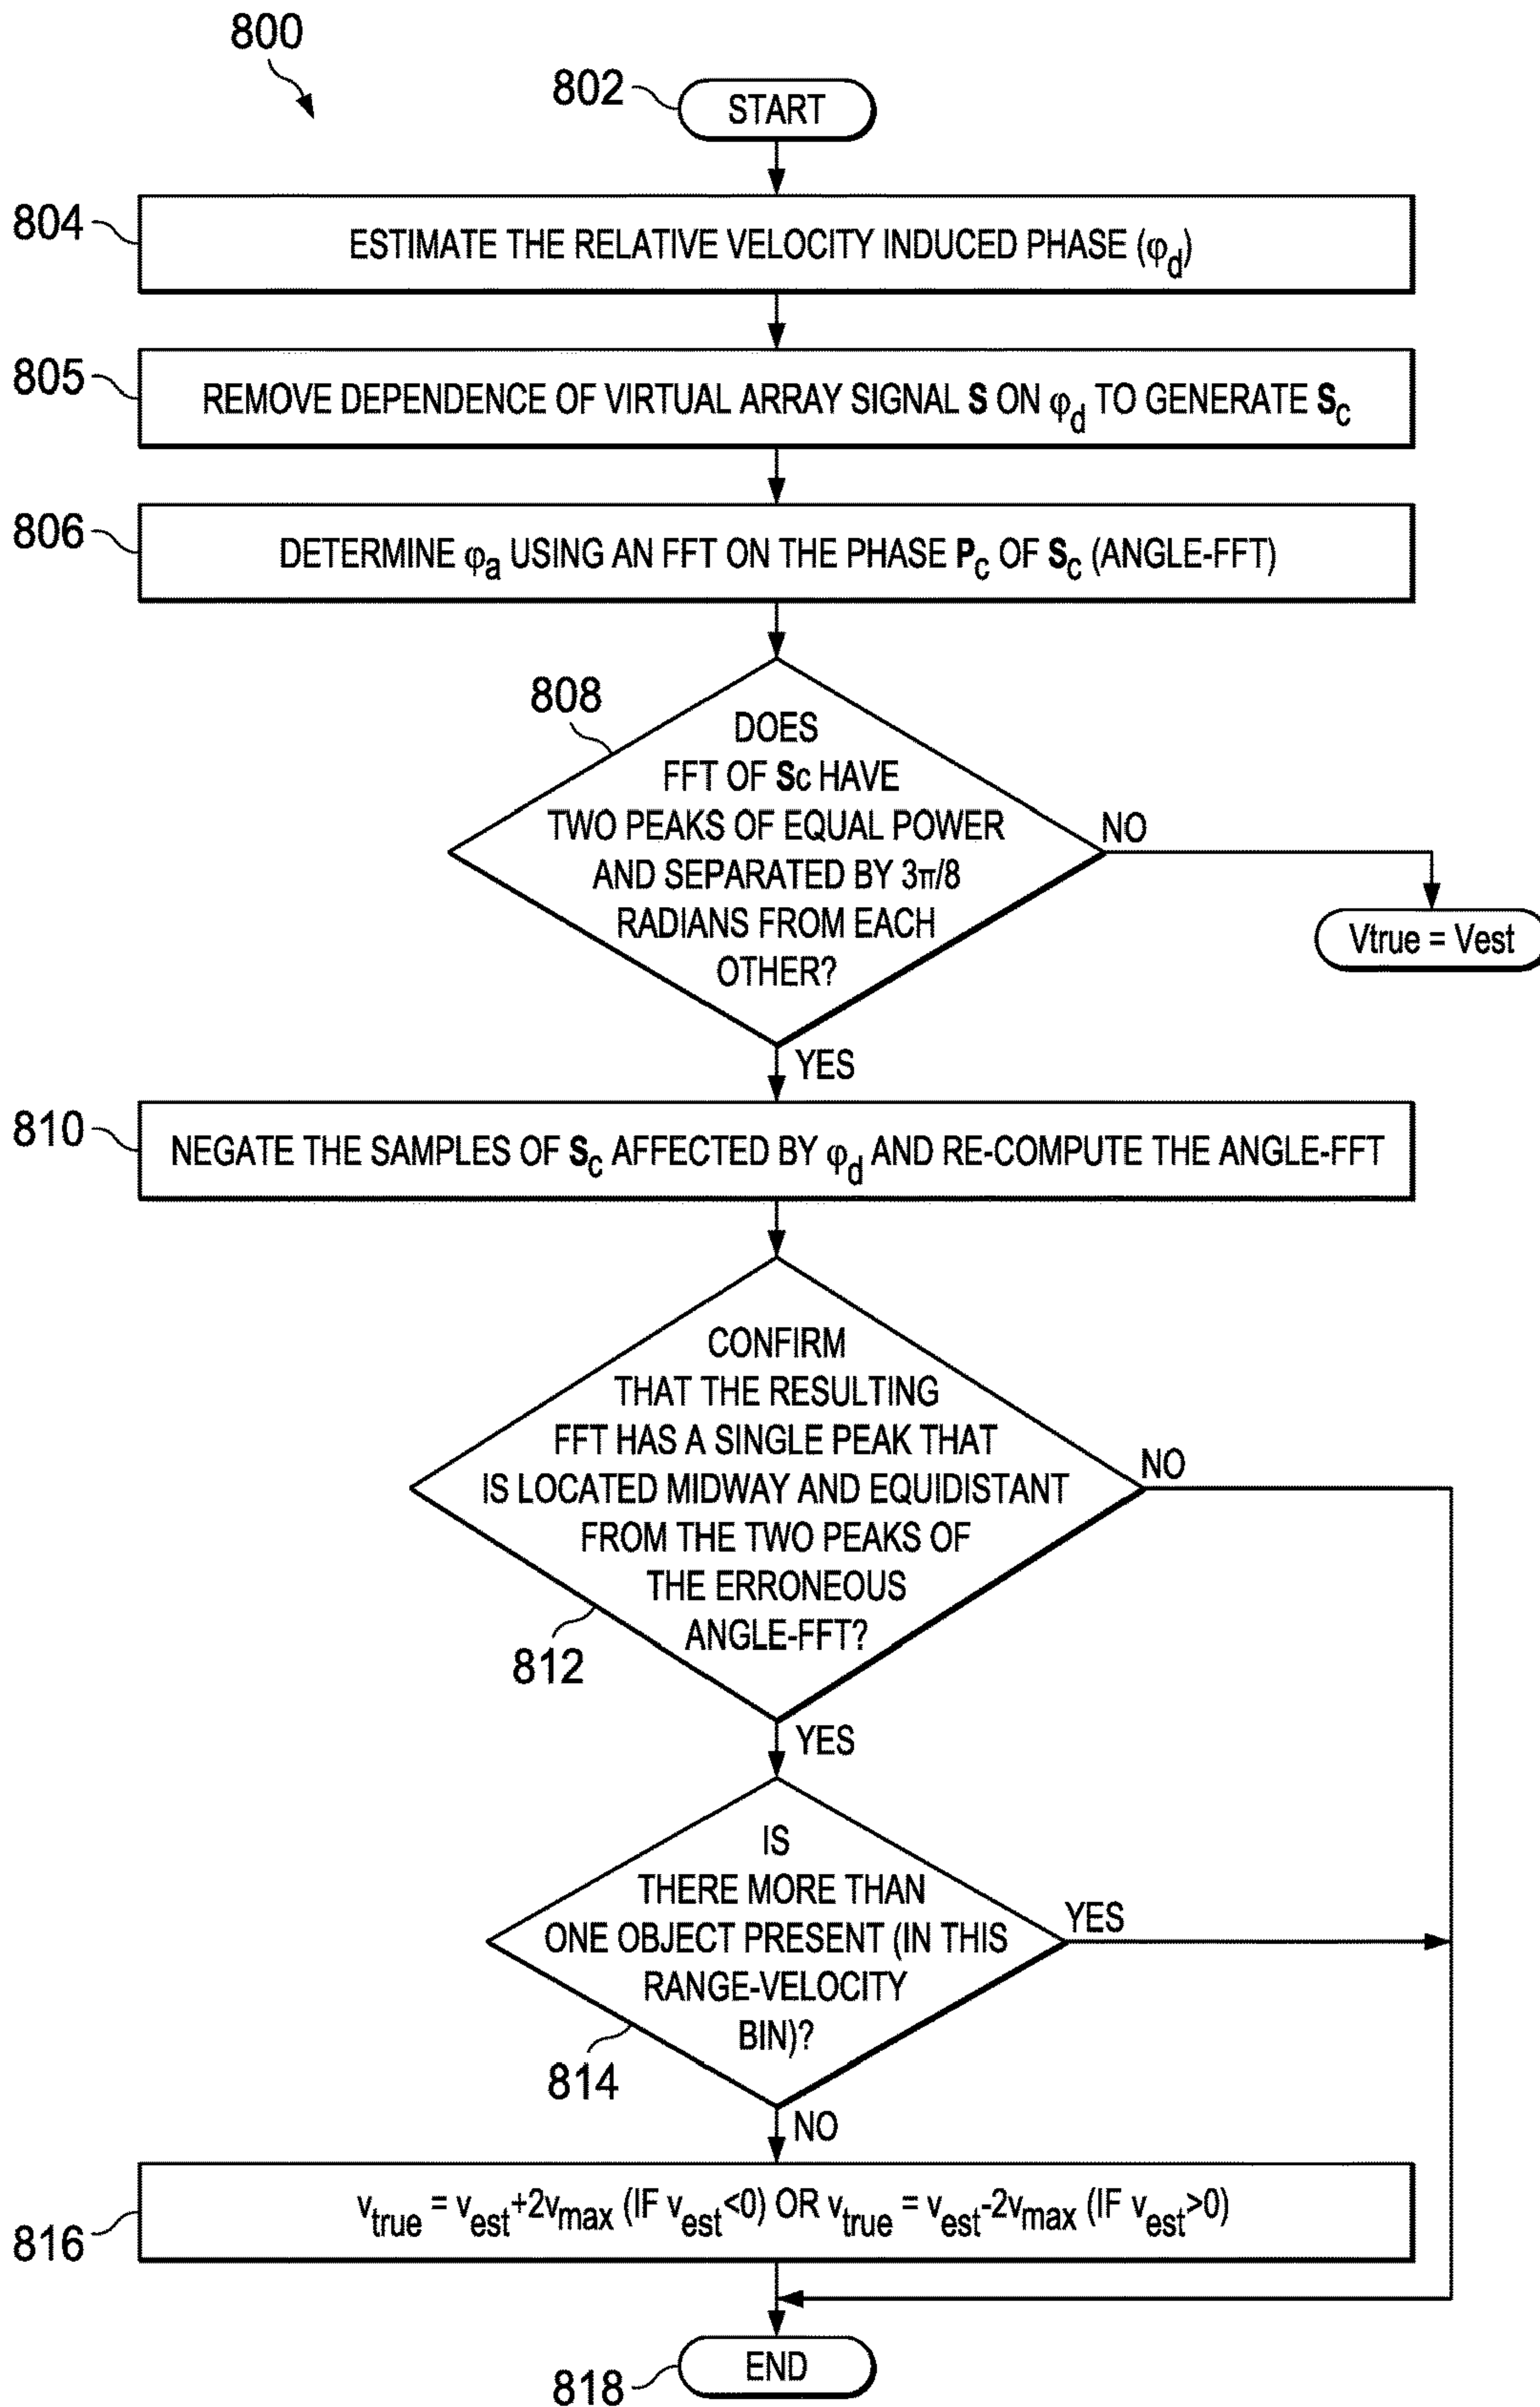 800
802
START
804
ESTIMATE THE RELATIVE VELOCITY INDUCED PHASE (φd)
805
REMOVE DEPENDENCE OF VIRTUAL ARRAY SIGNAL S ON φd TO GENERATE Sc
806
DETERMINE φa USING AN FFT ON THE PHASE Pc OF Sc (ANGLE-FFT)
808
DOES
FFT OF Sc HAVE
TWO PEAKS OF EQUAL POWER
AND SEPARATED BY 3π/8
RADIANS FROM EACH
OTHER?
NO
Vtrue = Vest
YES
810
NEGATE THE SAMPLES OF Sc AFFECTED BY φd AND RE-COMPUTE THE ANGLE-FFT
CONFIRM
THAT THE RESULTING
FFT HAS A SINGLE PEAK THAT
IS LOCATED MIDWAY AND EQUIDISTANT
FROM THE TWO PEAKS OF
THE ERRONEOUS
ANGLE-FFT?
NO
812
YES
IS
THERE MORE THAN
ONE OBJECT PRESENT (IN THIS
RANGE-VELOCITY
BIN)?
YES
814
NO
816
vtrue = vest+2vmax (IF vest<0) OR vtrue = vest-2vmax (IF vest>0)
818
END